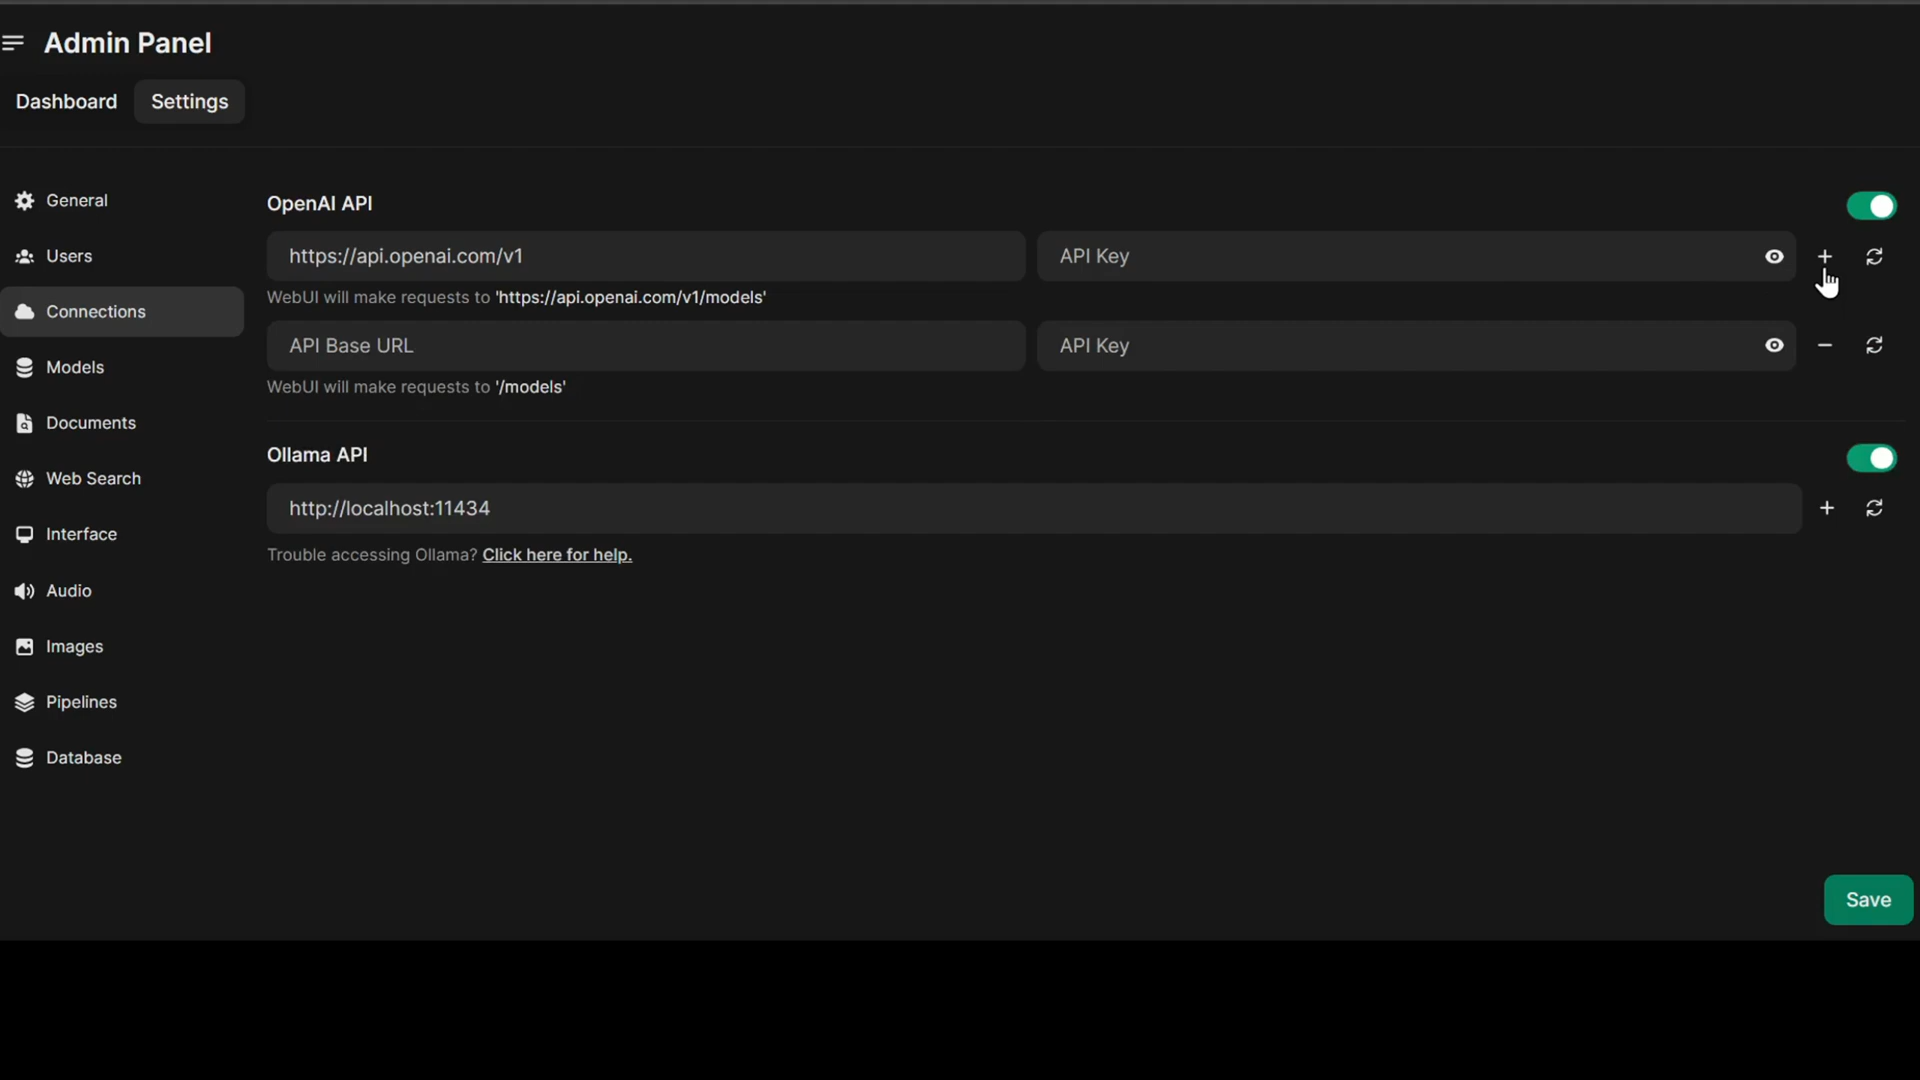 Admin Panel
Dashboard Settings
General
Users
Connections
Models
Documents
Web Search
Interface
Audio
Images
Pipelines
Database
OpenAI API
https://api.openai.com/v1 API Key
WebUI will make requests to 'https://api.openai.com/v1/models'
API Base URL API Key
WebUI will make requests to '/models'
Ollama API
http://localhost:11434
Trouble accessing Ollama? Click here for help.
Save